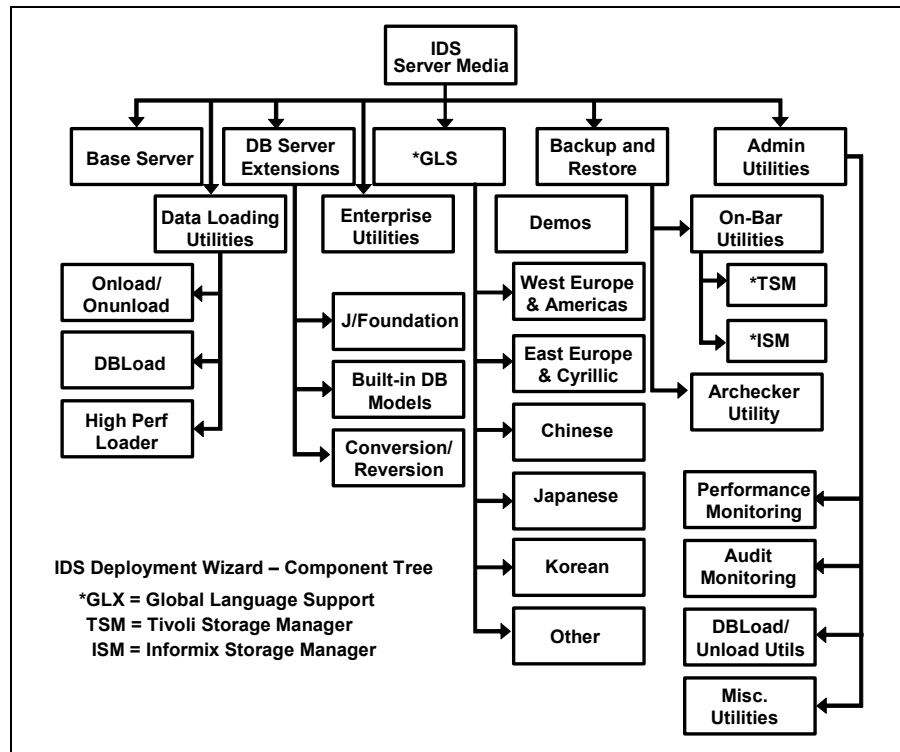 IDS
Server Media
Base Server
DB Server
Extensions
*GLS
Backup and
Restore
Admin
Utilities
Data Loading
Utilities
Enterprise
Utilities
Demos
On-Bar
Utilities
Onload/
Onunload
DBLoad
High Perf
Loader
J/Foundation
Built-in DB
Models
Conversion/
Reversion
West Europe
& Americas
East Europe
& Cyrillic
Chinese
Japanese
Korean
Other
*TSM
*ISM
Archecker
Utility
Performance
Monitoring
Audit
Monitoring
DBLoad/
Unload Utils
Misc.
Utilities
IDS Deployment Wizard – Component Tree
*GLX = Global Language Support
TSM = Tivoli Storage Manager
ISM = Informix Storage Manager